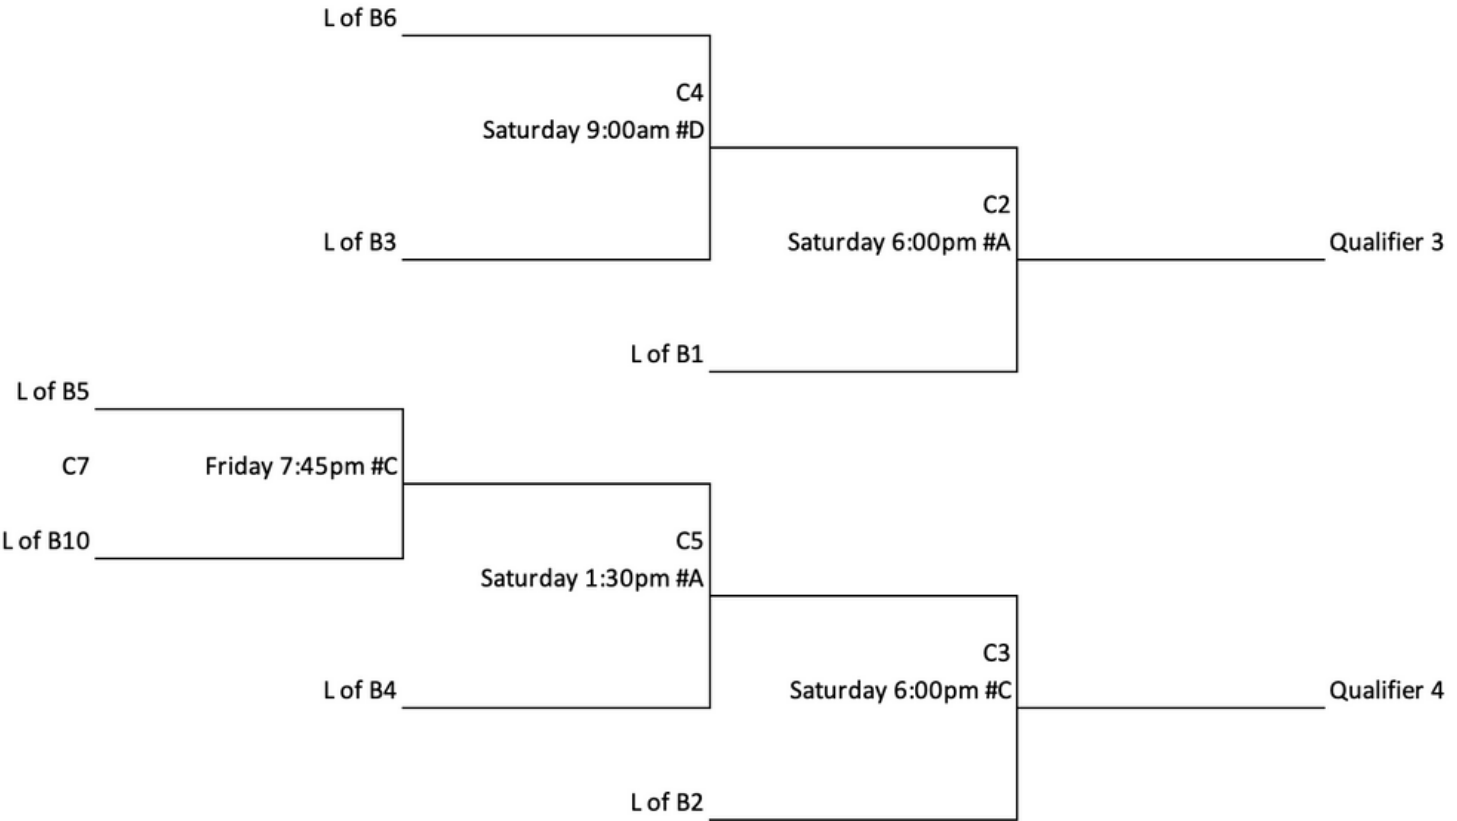 L of B6
C4
Saturday 9:00am #D
C2
L of B3
Saturday 6:00pm #A
Qualifier 3
L of B1
L of B5
C7
Friday 7:45pm #C
L of B10
C5
Saturday 1:30pm #A
C3
L of B4
Saturday 6:00pm #C
Qualifier 4
L of B2